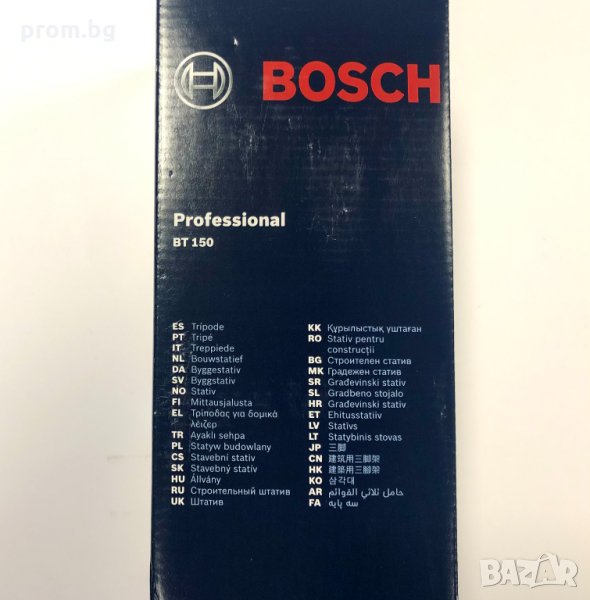 prom.bg
BOSCH
Professional
BT 150
ES Trípode
PT Tripé
IT Treppiede
NL Bouwstatief
DA Byggestativ
SV Byggstativ
NO Stativ
FI Mittausjalusta
EL Τρίποδας για δομικά
λέιζερ
TR Ayaklı sehpa
PL Statyw budowlany
CS Stavební stativ
SK Stavebný statív
HU Állvány
RU Строительный штатив
UK Штатив
KK Құрылыстық үштаған
RO Stativ pentru
construcții
BG Строителен статив
MK Градежен статив
SR Građevinski stativ
SL Gradbeno stojalo
HR Građevinski stativ
ET Ehitusstatiiv
LV Statīvs
LT Statybinis stovas
JP 三脚
CN 建筑用三脚架
HK 建築用三腳架
KO 삼각대
AR حامل ثلاثي القوائم
FA سه پایه
BAZAR